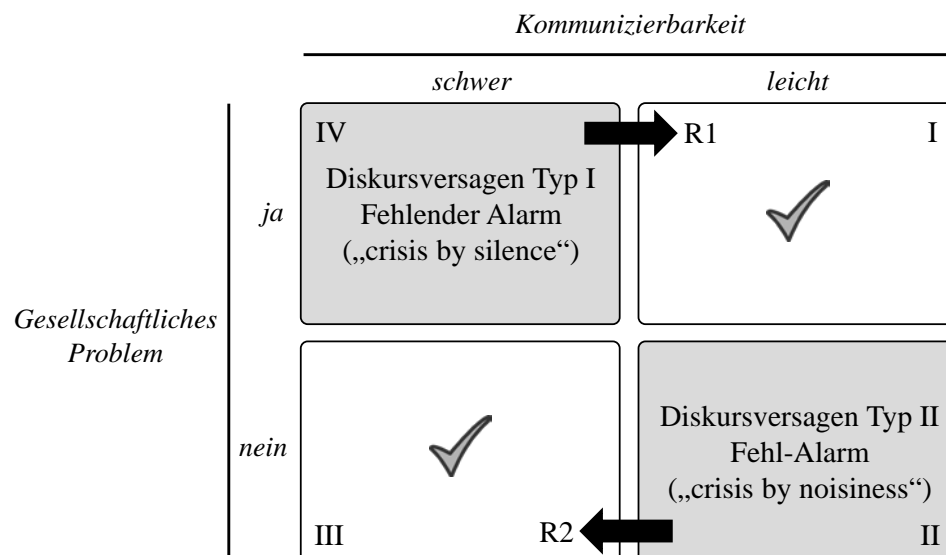 Kommunizierbarkeit
schwer
leicht
IV
R1
I
Diskursversagen Typ I
Fehlender Alarm
(„crisis by silence“)
ja
Gesellschaftliches
Problem
nein
Diskursversagen Typ II
Fehl-Alarm
(„crisis by noisiness“)
III
R2
II